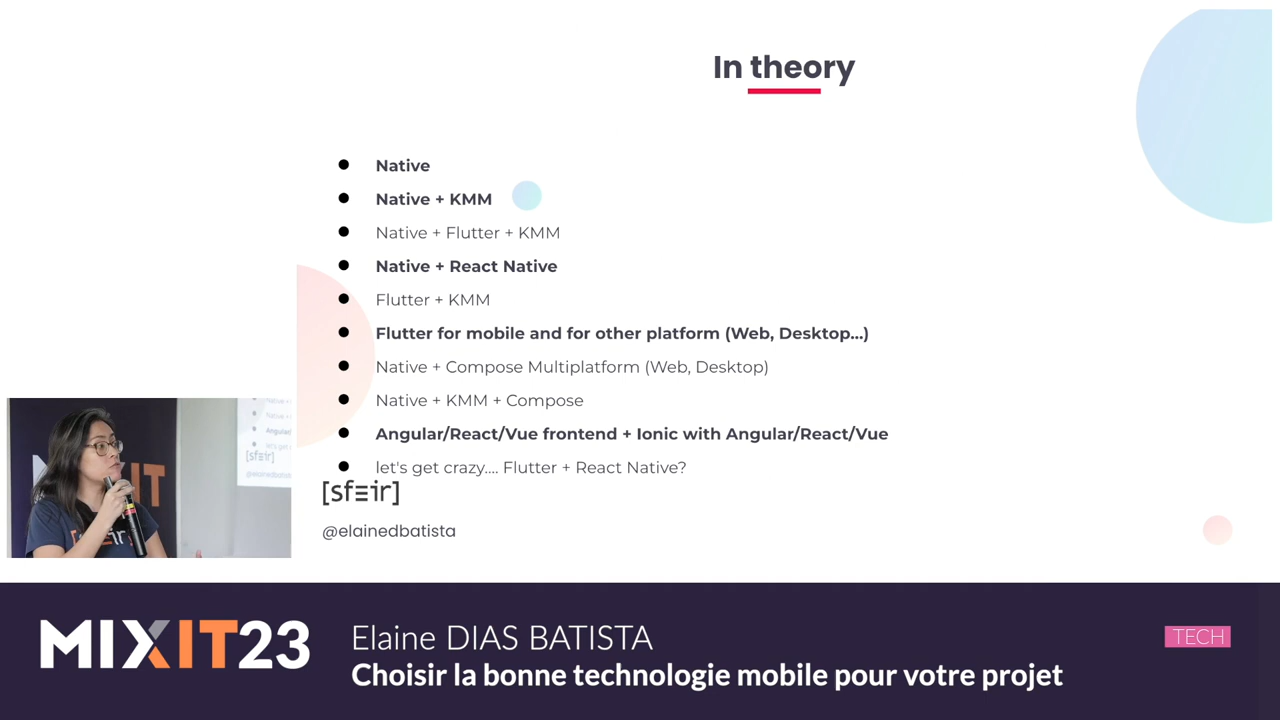 In theory
● Native
● Native + KMM
● Native + Flutter + KMM
● Native + React Native
● Flutter + KMM
● Flutter for mobile and for other platform (Web, Desktop...)
● Native + Compose Multiplatform (Web, Desktop)
● Native + KMM + Compose
● Angular/React/Vue frontend + Ionic with Angular/React/Vue
● let's get crazy.... Flutter + React Native?
[sfeir]
@elainedbatista
MIXIT23
Elaine DIAS BATISTA
TECH
Choisir la bonne technologie mobile pour votre projet